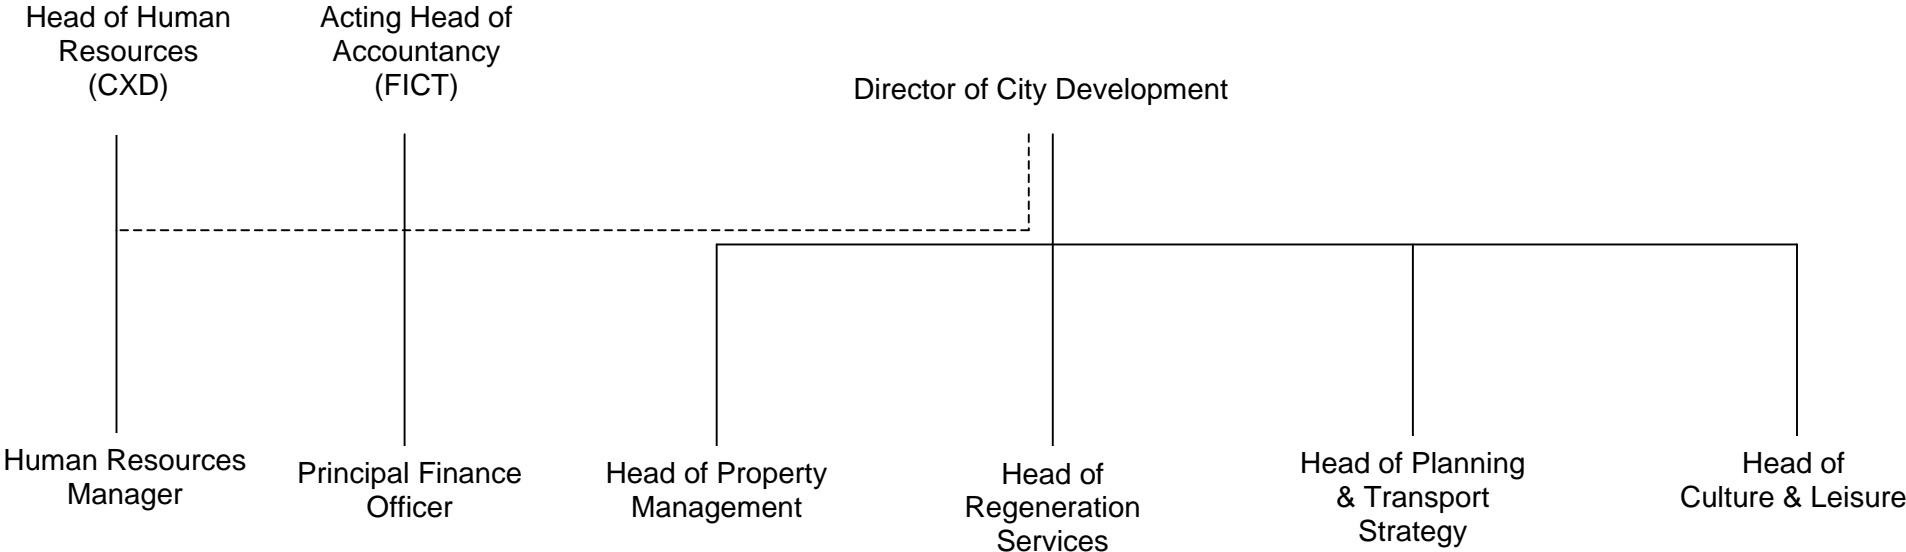 Head of Human
Resources
(CXD)
Acting Head of
Accountancy
(FICT)
Director of City Development
Human Resources
Manager
Principal Finance
Officer
Head of Property
Management
Head of
Regeneration
Services
Head of Planning
& Transport
Strategy
Head of
Culture & Leisure